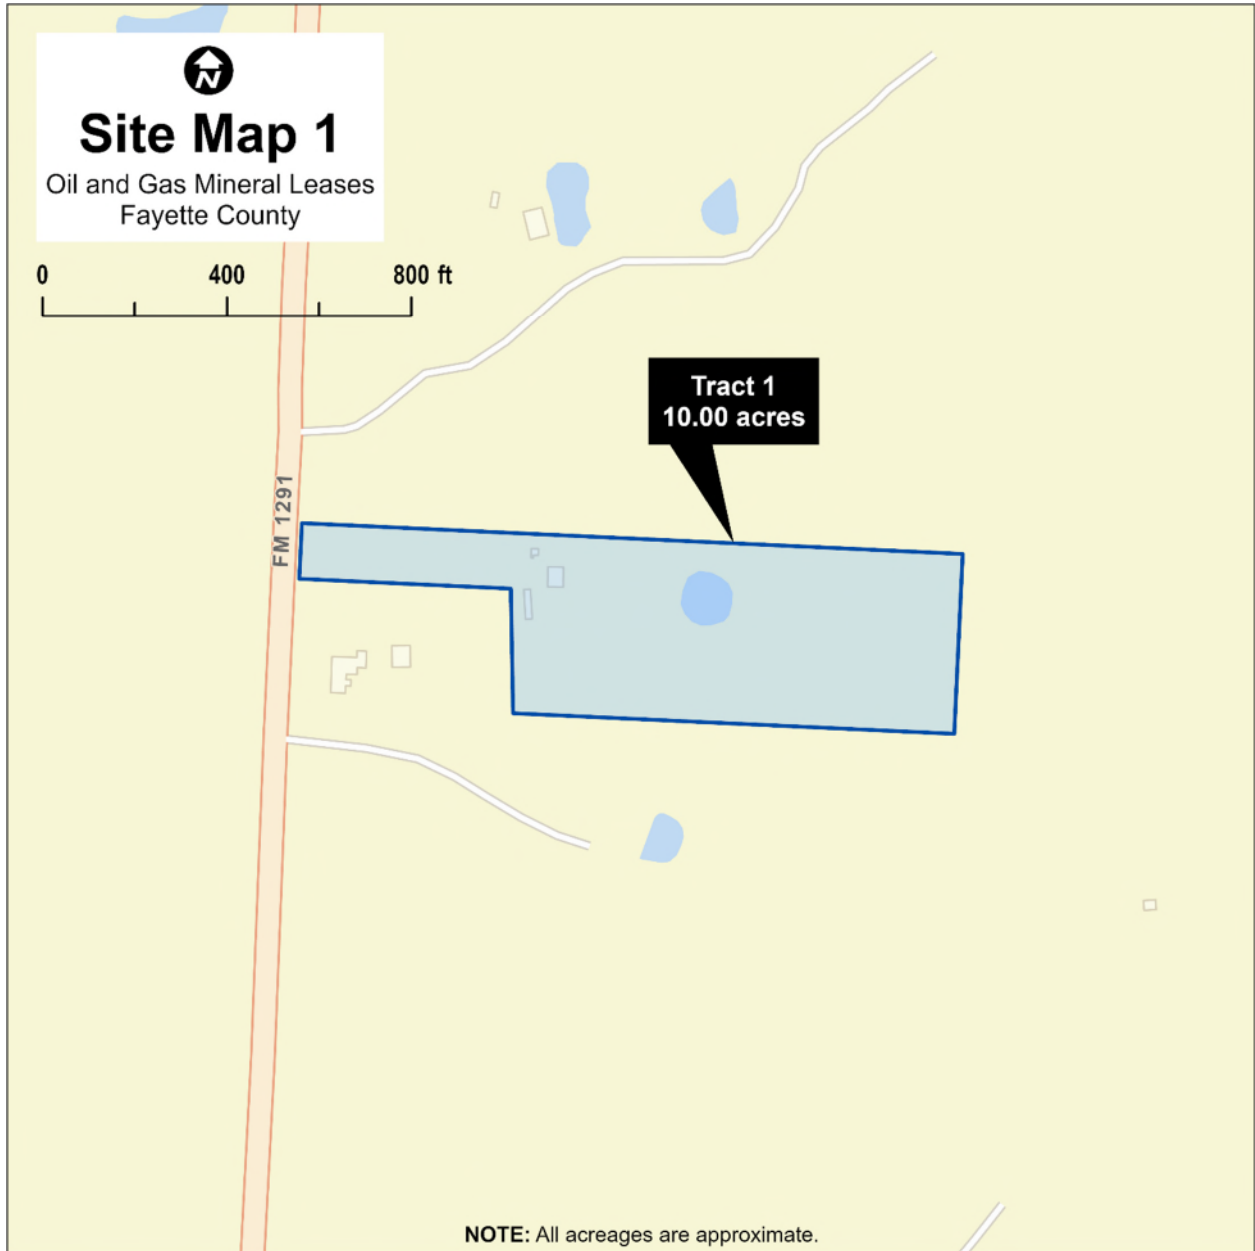 N
Site Map 1
Oil and Gas Mineral Leases
Fayette County
0 400 800 ft
Tract 1
10.00 acres
FM 1291
NOTE: All acreages are approximate.